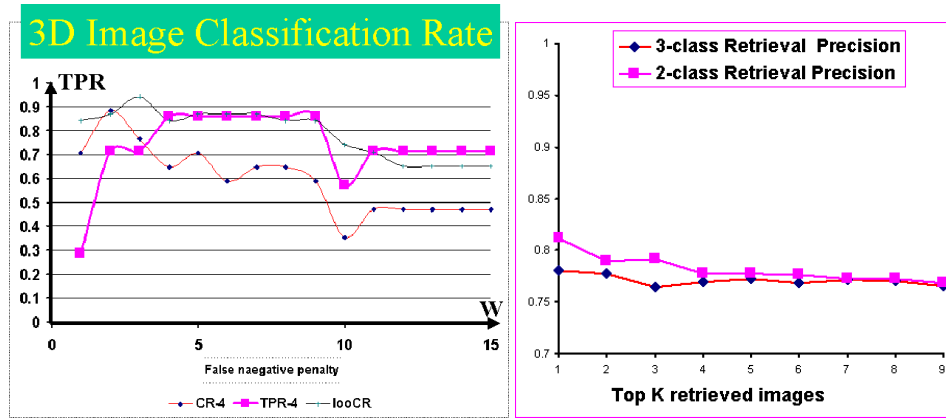 3D Image Classification Rate
TPR
1
0.9
0.8
0.7
0.6
0.5
0.4
0.3
0.2
0.1
0
0 5 10 15
W
False naegative penalty
CR-4 TPR-4 looCR
3-class Retrieval Precision
2-class Retrieval Precision
1
0.95
0.9
0.85
0.8
0.75
0.7
1 2 3 4 5 6 7 8 9
Top K retrieved images